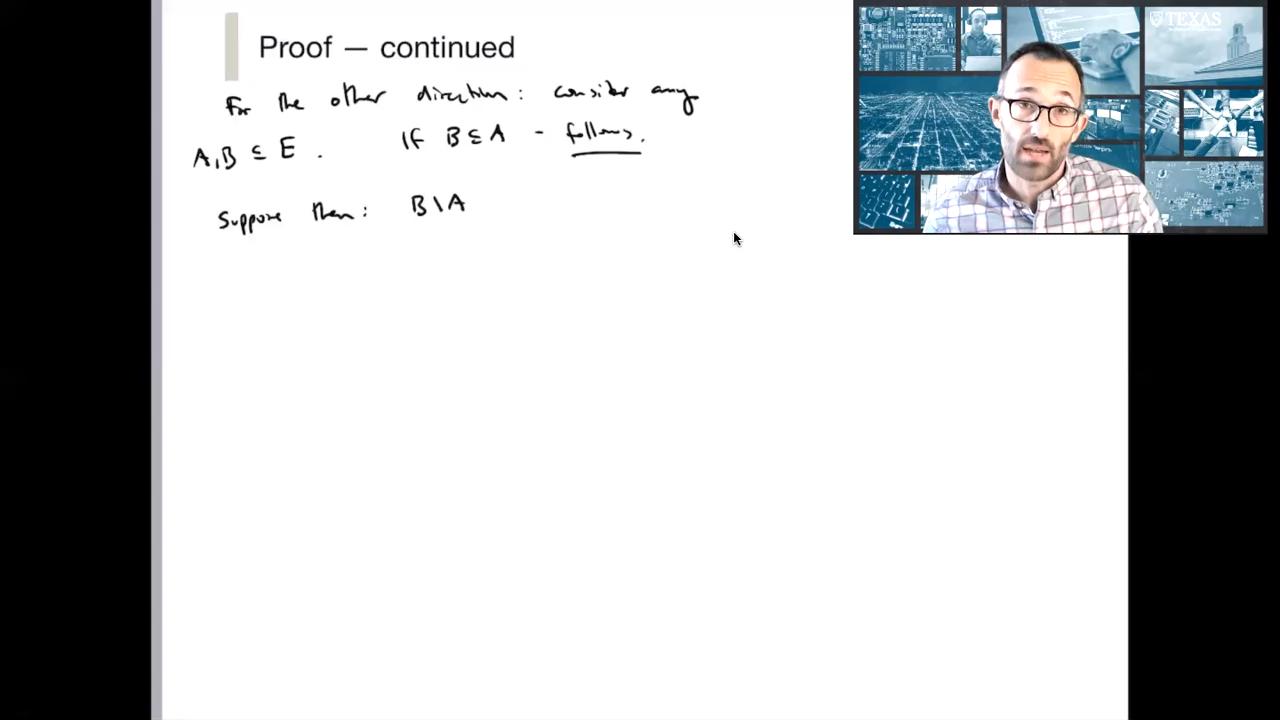 Proof — continued
TEXAS
For the other direction: consider any
A, B ⊆ E. If B ⊆ A - follows.
Suppose then: B \ A